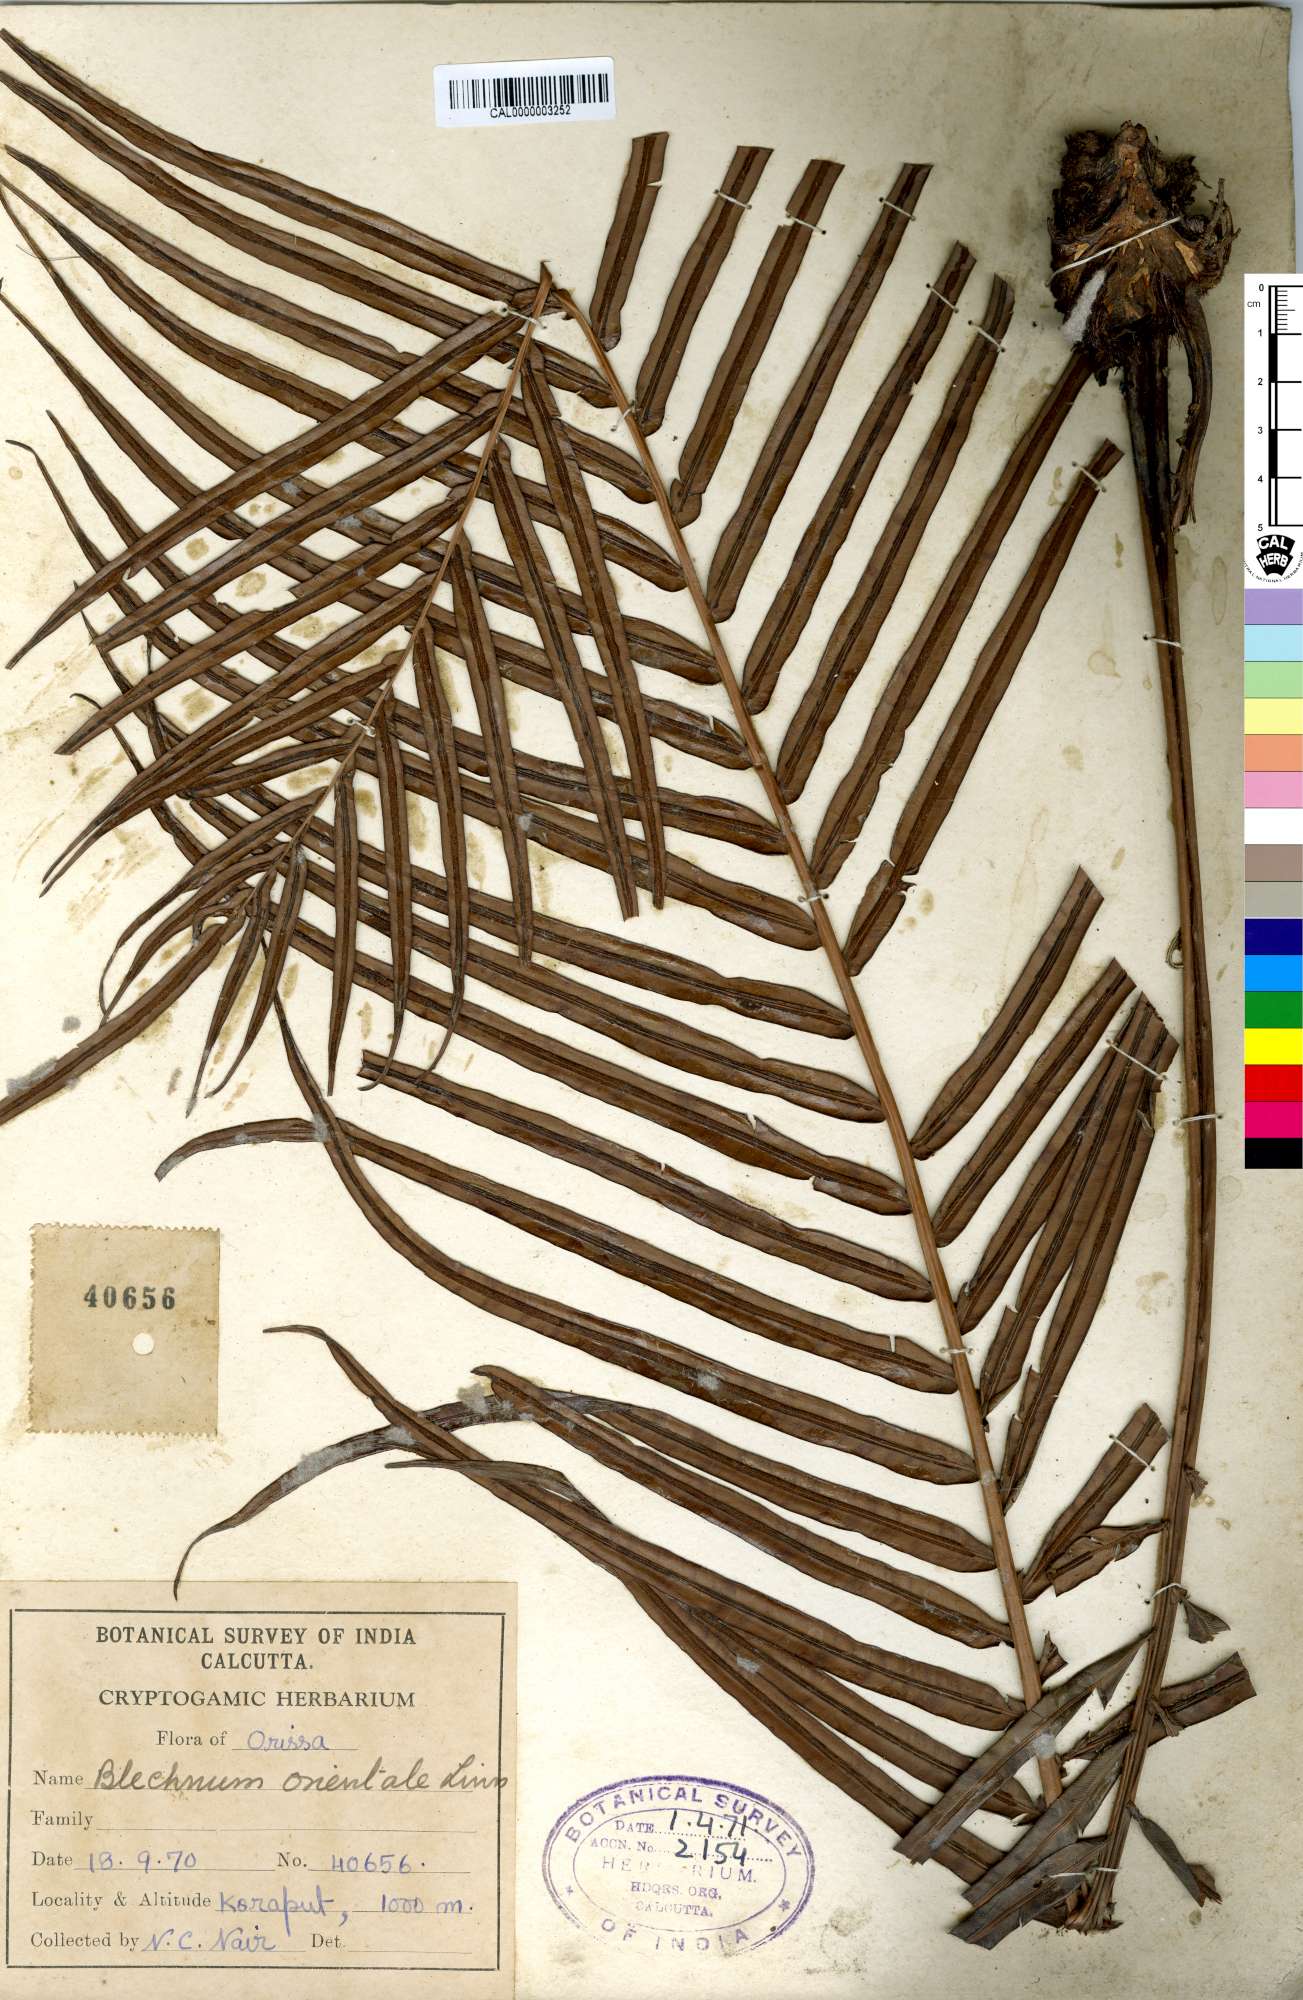 CAL0000003252
0
cm
1
2
3
4
5
CAL
HERB
40656
BOTANICAL SURVEY OF INDIA
CALCUTTA.
CRYPTOGAMIC HERBARIUM
Flora of Orissa
Name Blechnum orientale Linn
Family
Date 18.9.70 No. 40656.
Locality & Altitude Koraput, 1000 m.
Collected by N.C. Nair Det.
BOTANICAL SURVEY
DATE 1.4.71
ACCN. No. 2154
HERBARIUM.
HDQRS. ORG.
CALCUTTA.
OF INDIA